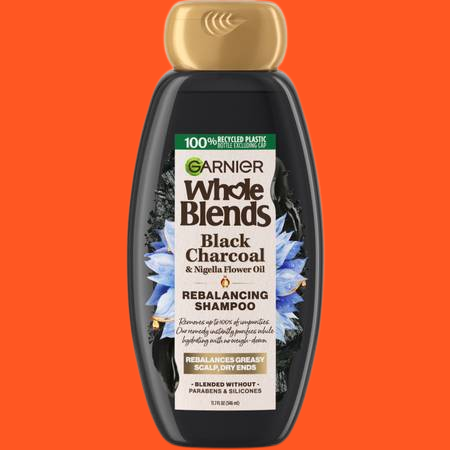 100% RECYCLED PLASTIC
BOTTLE EXCLUDING CAP
GARNIER
Whole
Blends
Black
Charcoal
& Nigella Flower Oil
REBALANCING
SHAMPOO
Removes up to 100% of impurities.
Our remedy instantly purifies while
hydrating with no weigh-down
REBALANCES GREASY
SCALP, DRY ENDS
- BLENDED WITHOUT -
PARABENS & SILICONES
11.7 FL OZ (346 ml)